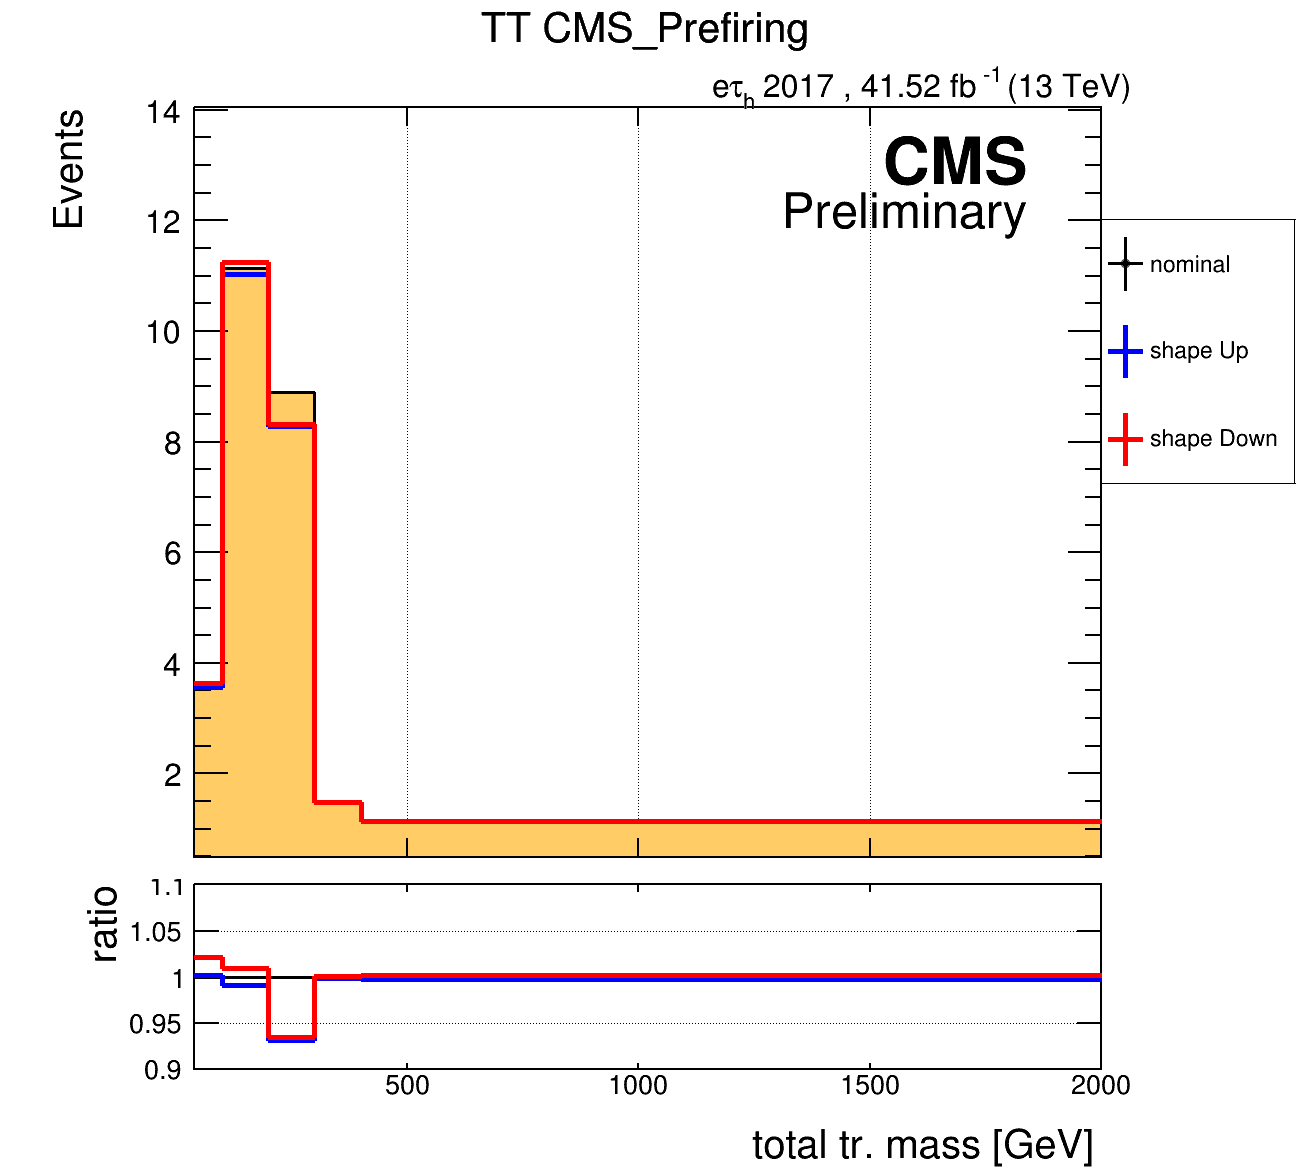 TT CMS_Prefiring
eτh 2017 , 41.52 fb-1 (13 TeV)
CMS
Preliminary
Events
14
12
10
8
6
4
2
nominal
shape Up
shape Down
ratio
1.1
1.05
1
0.95
0.9
500 1000 1500 2000
total tr. mass [GeV]